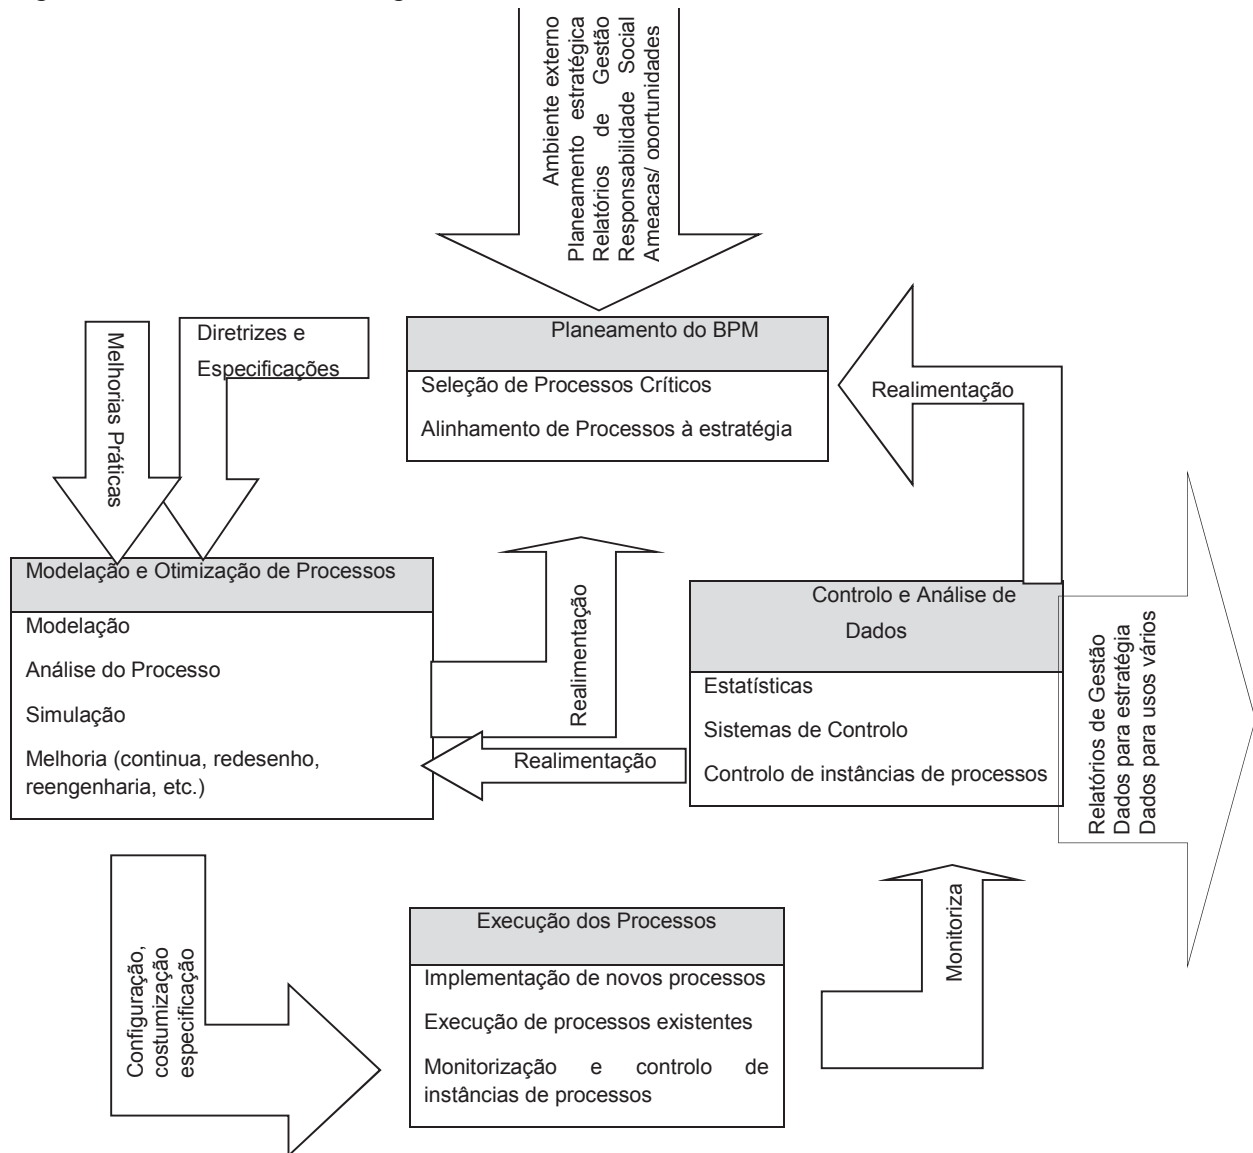 Ambiente externo
Planeamento estratégica
Relatórios de Gestão
Responsabilidade Social
Ameacas/ oportunidades
Planeamento do BPM
Seleção de Processos Críticos
Alinhamento de Processos à estratégia
Diretrizes e
Especificações
Melhorias Práticas
Realimentação
Modelação e Otimização de Processos
Modelação
Análise do Processo
Simulação
Melhoria (continua, redesenho,
reengenharia, etc.)
Realimentação
Realimentação
Controlo e Análise de
Dados
Estatísticas
Sistemas de Controlo
Controlo de instâncias de processos
Relatórios de Gestão
Dados para estratégia
Dados para usos vários
Configuração,
costumização
especificação
Execução dos Processos
Implementação de novos processos
Execução de processos existentes
Monitorização e controlo de
instâncias de processos
Monitoriza